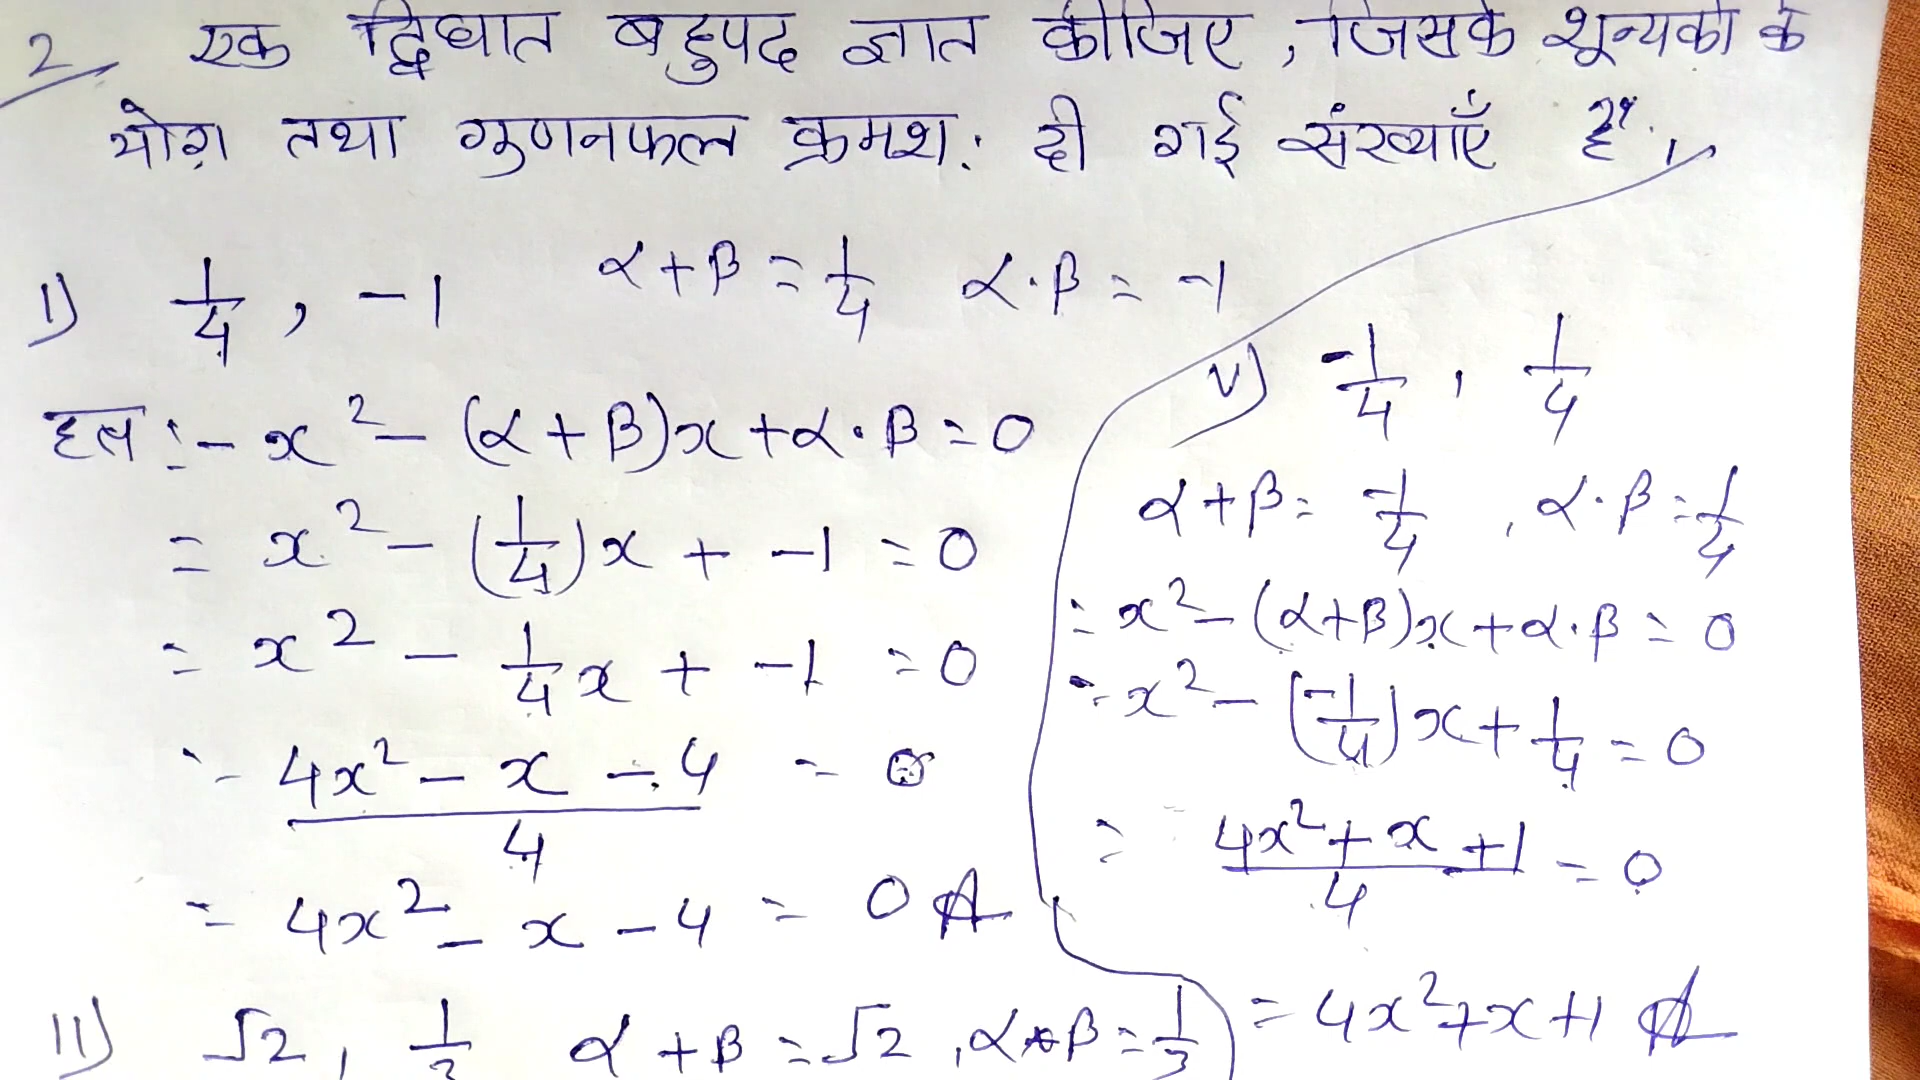 2 एक द्विघात बहुपद ज्ञात कीजिए , जिसके शून्यकों के
योग तथा गुणनफल क्रमश: दी गई संख्याएँ हैं ।
1) 1/4 , -1 α+β = 1/4 α.β = -1
हल :- x² - (α+β)x + α.β = 0
= x² - (1/4)x + -1 = 0
= x² - 1/4 x + -1 = 0
= (4x² - x - 4)/4 = 0
= 4x² - x - 4 = 0 A
11) √2 , 1/3 α+β = √2 , α*β = 1/3
V) -1/4 , 1/4
α+β = -1/4 , α.β = 1/4
= x² - (α+β)x + α.β = 0
= x² - (-1/4)x + 1/4 = 0
= (4x² + x + 1)/4 = 0
= 4x² + x + 1 A